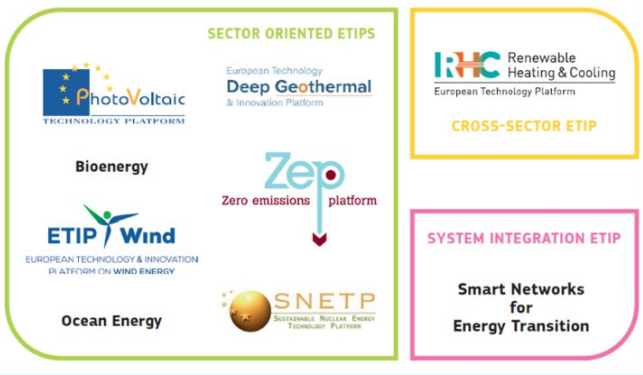 SECTOR ORIENTED ETIPS
PhotoVoltaic
TECHNOLOGY PLATFORM
Bioenergy
ETIP Wind
EUROPEAN TECHNOLOGY & INNOVATION
PLATFORM ON WIND ENERGY
Ocean Energy
European Technology
Deep Geothermal
& Innovation Platform
Zep
Zero emissions platform
SNETP
SUSTAINABLE NUCLEAR ENERGY
TECHNOLOGY PLATFORM
RHC Renewable
Heating & Cooling
European Technology Platform
CROSS-SECTOR ETIP
SYSTEM INTEGRATION ETIP
Smart Networks
for
Energy Transition